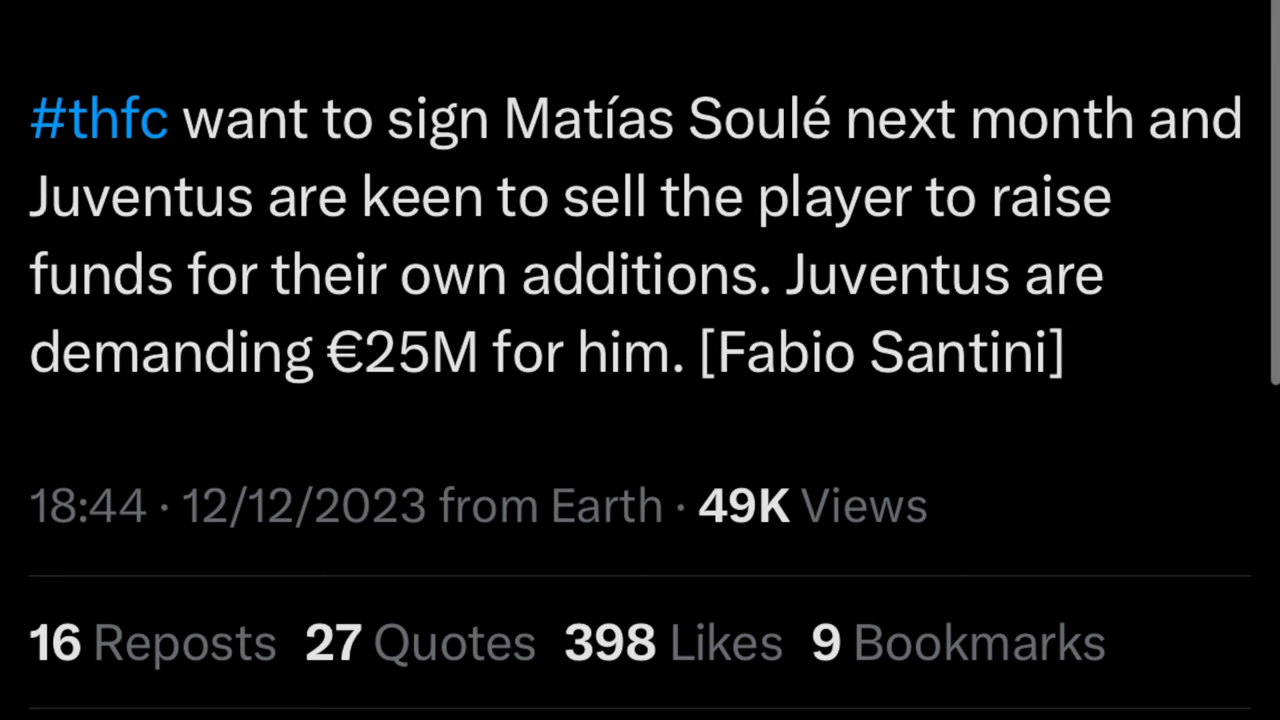 #thfc want to sign Matías Soulé next month and
Juventus are keen to sell the player to raise
funds for their own additions. Juventus are
demanding €25M for him. [Fabio Santini]
18:44 · 12/12/2023 from Earth · 49K Views
16 Reposts 27 Quotes 398 Likes 9 Bookmarks